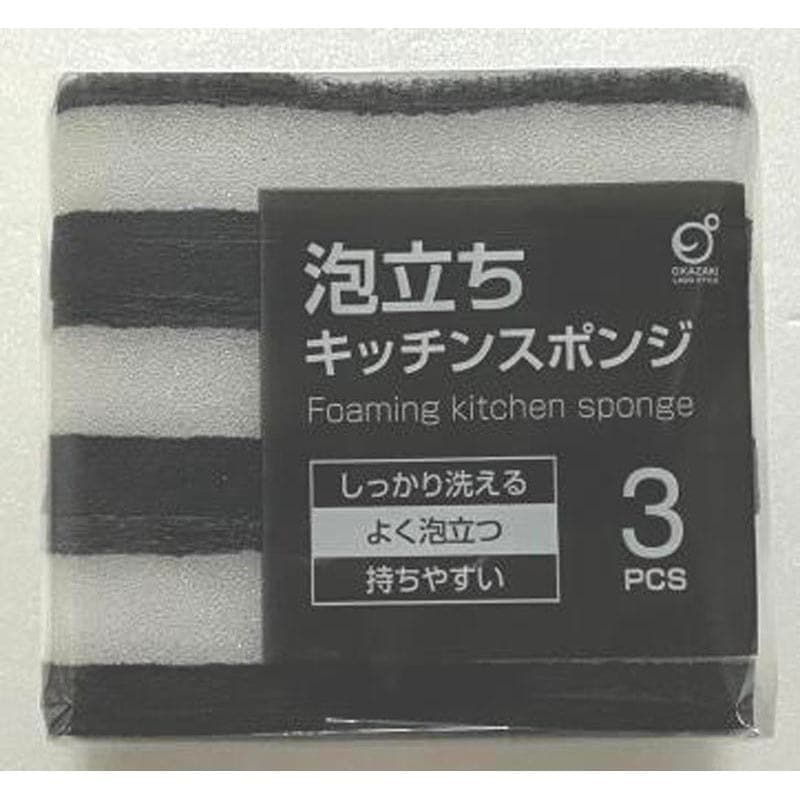 泡立ち
キッチンスポンジ
Foaming kitchen sponge
OKAZAKI
しっかり洗える
よく泡立つ
持ちやすい
3
PCS